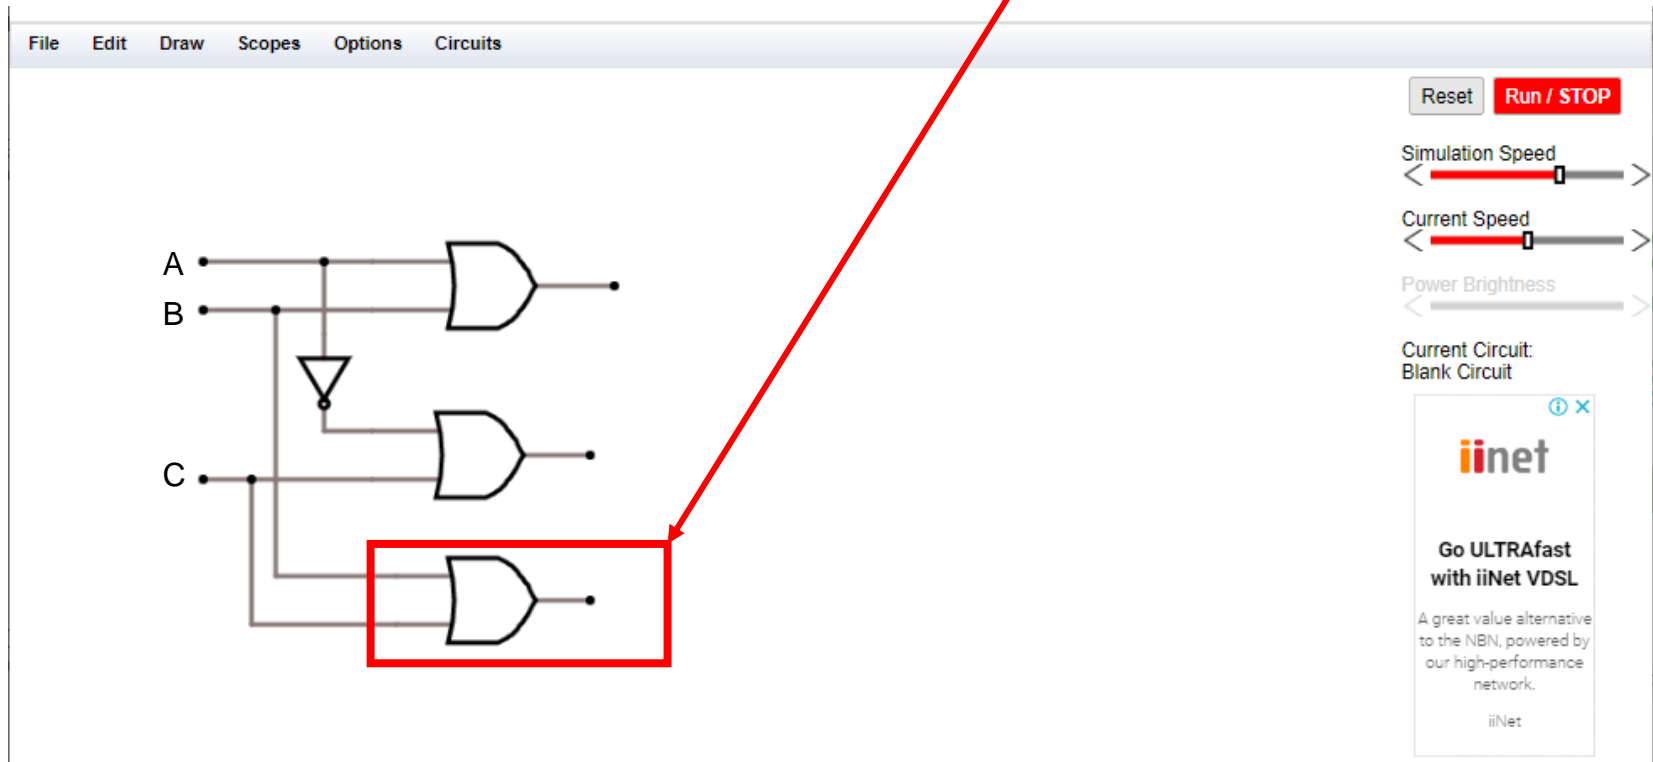 File Edit Draw Scopes Options Circuits
Reset Run / STOP
Simulation Speed
Current Speed
Power Brightness
Current Circuit:
Blank Circuit
A
B
C
iinet
Go ULTRAfast
with iiNet VDSL
A great value alternative
to the NBN, powered by
our high-performance
network.
iiNet